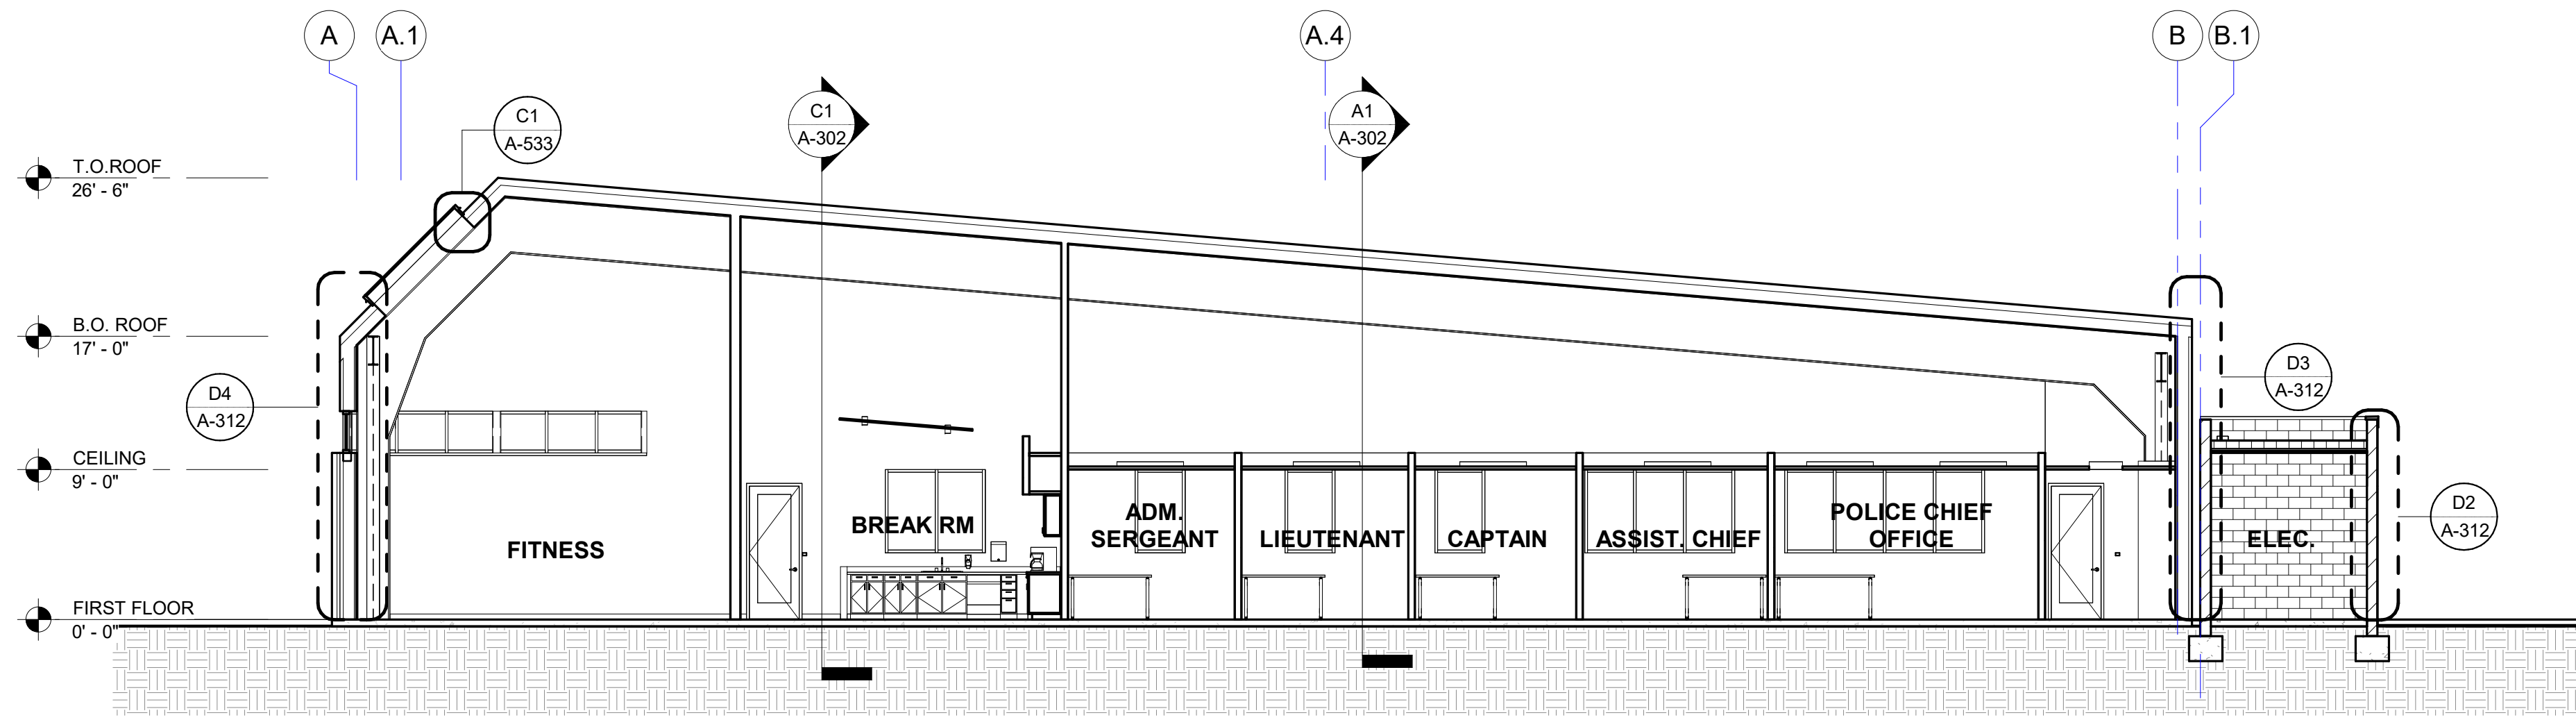 A
A.1
A.4
B
B.1
C1
A-533
C1
A-302
A1
A-302
T.O.ROOF
26' - 6"
B.O. ROOF
17' - 0"
D4
A-312
D3
A-312
CEILING
9' - 0"
D2
A-312
FITNESS
BREAK RM
ADM.
SERGEANT
LIEUTENANT
CAPTAIN
ASSIST. CHIEF
POLICE CHIEF
OFFICE
ELEC.
FIRST FLOOR
0' - 0"